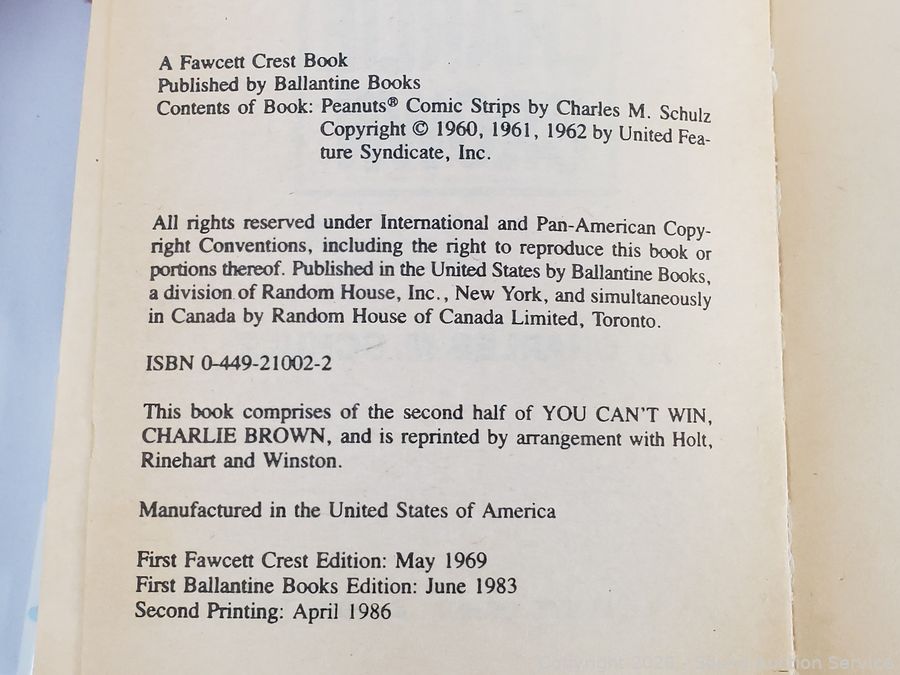 A Fawcett Crest Book
Published by Ballantine Books
Contents of Book: Peanuts® Comic Strips by Charles M. Schulz
Copyright © 1960, 1961, 1962 by United Fea-
ture Syndicate, Inc.
All rights reserved under International and Pan-American Copy-
right Conventions, including the right to reproduce this book or
portions thereof. Published in the United States by Ballantine Books,
a division of Random House, Inc., New York, and simultaneously
in Canada by Random House of Canada Limited, Toronto.
ISBN 0-449-21002-2
This book comprises of the second half of YOU CAN'T WIN,
CHARLIE BROWN, and is reprinted by arrangement with Holt,
Rinehart and Winston.
Manufactured in the United States of America
First Fawcett Crest Edition: May 1969
First Ballantine Books Edition: June 1983
Second Printing: April 1986
Auction Service